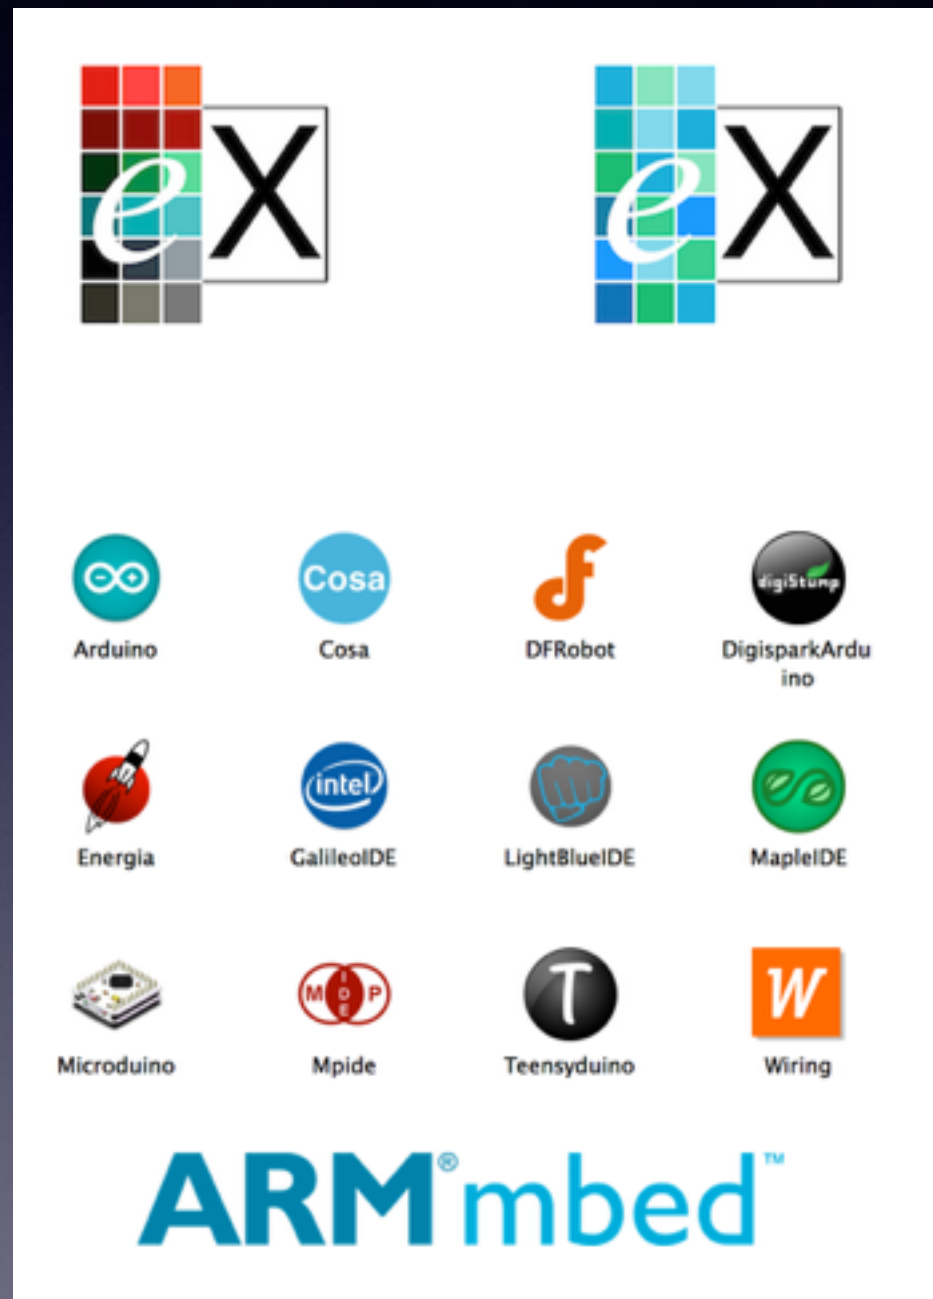 eX eX
Cosa
digiStump
Arduino Cosa DFRobot DigisparkArdu
ino
intel
Energia GalileoIDE LightBlueIDE MapleIDE
M IDE P T W
Microduino Mpide Teensyduino Wiring
ARM® mbed™